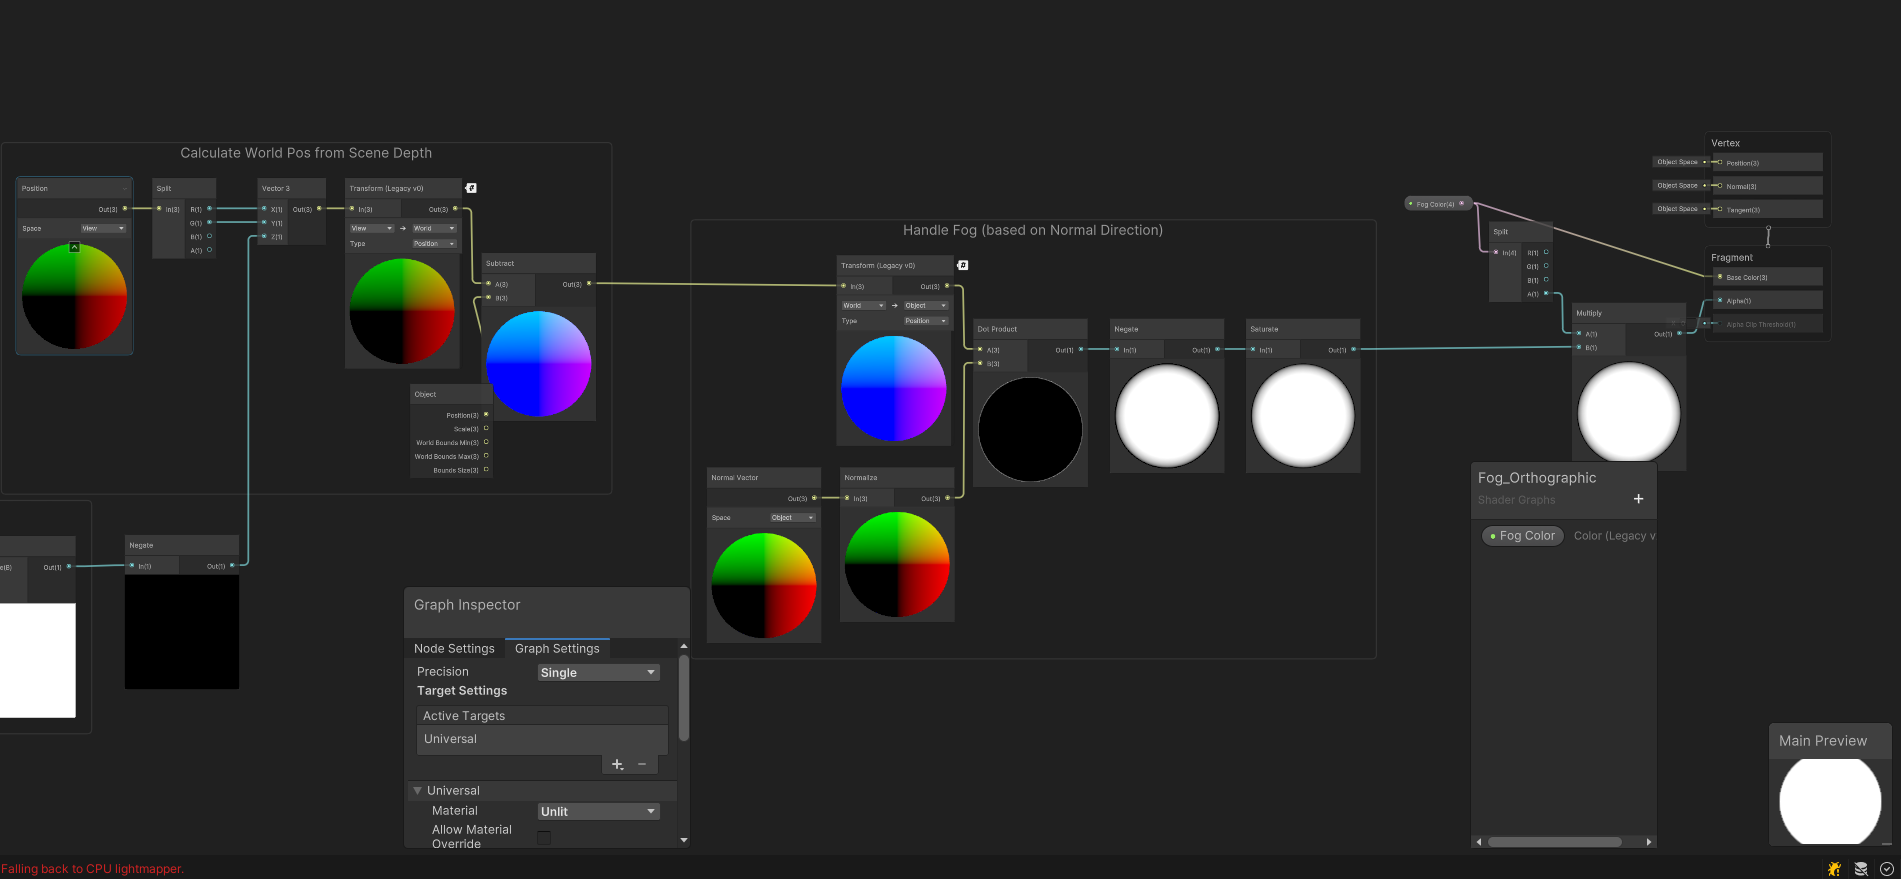 Calculate World Pos from Scene Depth
Position
Out(3)
Space
View
Split
In(3)
R(1)
G(1)
B(1)
A(1)
Vector 3
X(1)
Y(1)
Z(1)
Out(3)
Transform (Legacy v0)
#
In(3)
Out(3)
View
World
Type
Position
Subtract
A(3)
B(3)
Out(3)
Object
Position(3)
Scale(3)
World Bounds Min(3)
World Bounds Max(3)
Bounds Size(3)
e(B)
Out(1)
Negate
In(1)
Out(1)
Handle Fog (based on Normal Direction)
Transform (Legacy v0)
#
In(3)
Out(3)
World
Object
Type
Position
Normal Vector
Out(3)
Space
Object
Normalize
In(3)
Out(3)
Dot Product
A(3)
B(3)
Out(1)
Negate
In(1)
Out(1)
Saturate
In(1)
Out(1)
Fog Color(4)
Split
In(4)
R(1)
G(1)
B(1)
A(1)
Multiply
A(1)
B(1)
Out(1)
Vertex
Object Space
Position(3)
Object Space
Normal(3)
Object Space
Tangent(3)
Fragment
Base Color(3)
Alpha(1)
Alpha Clip Threshold(1)
Graph Inspector
Node Settings
Graph Settings
Precision
Single
Target Settings
Active Targets
Universal
Universal
Material
Unlit
Allow Material
Override
Fog_Orthographic
Shader Graphs
Fog Color
Color (Legacy v
Main Preview
Falling back to CPU lightmapper.